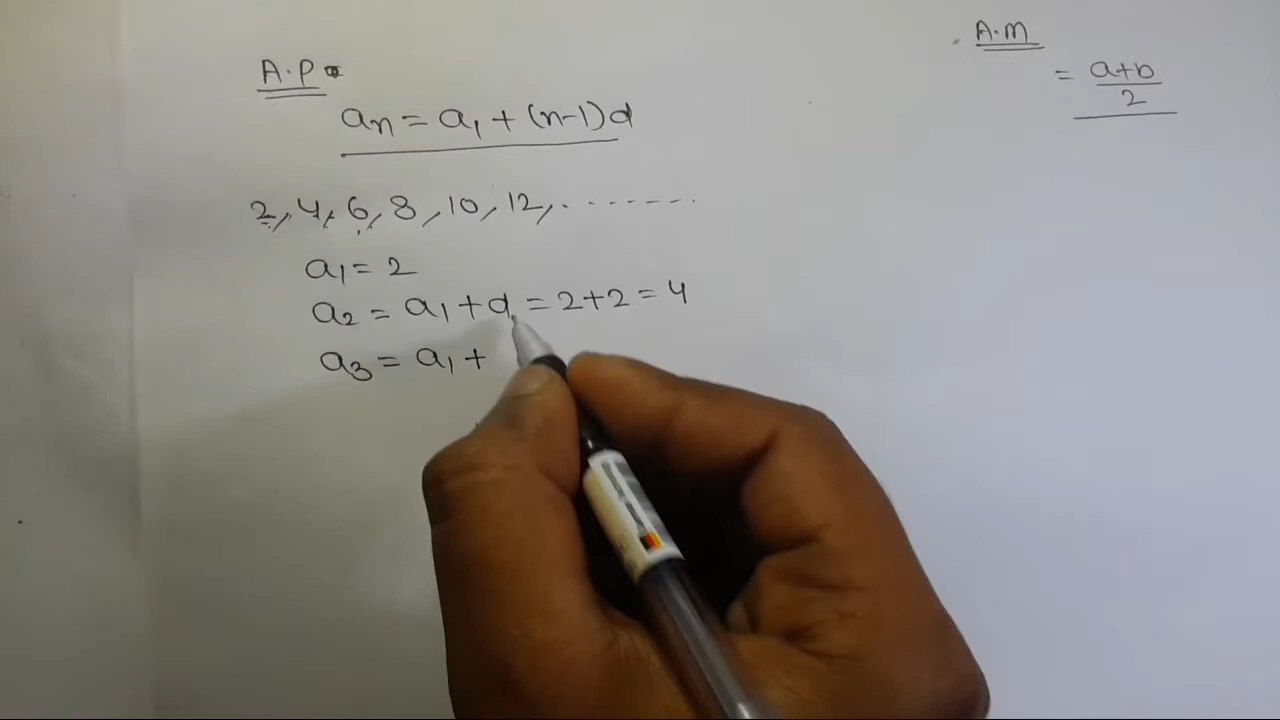 A.P
aₙ = a₁ + (n-1)d
2, 4, 6, 8, 10, 12, .......
a₁ = 2
a₂ = a₁ + d = 2 + 2 = 4
a₃ = a₁ +
A.M
= a+b
2